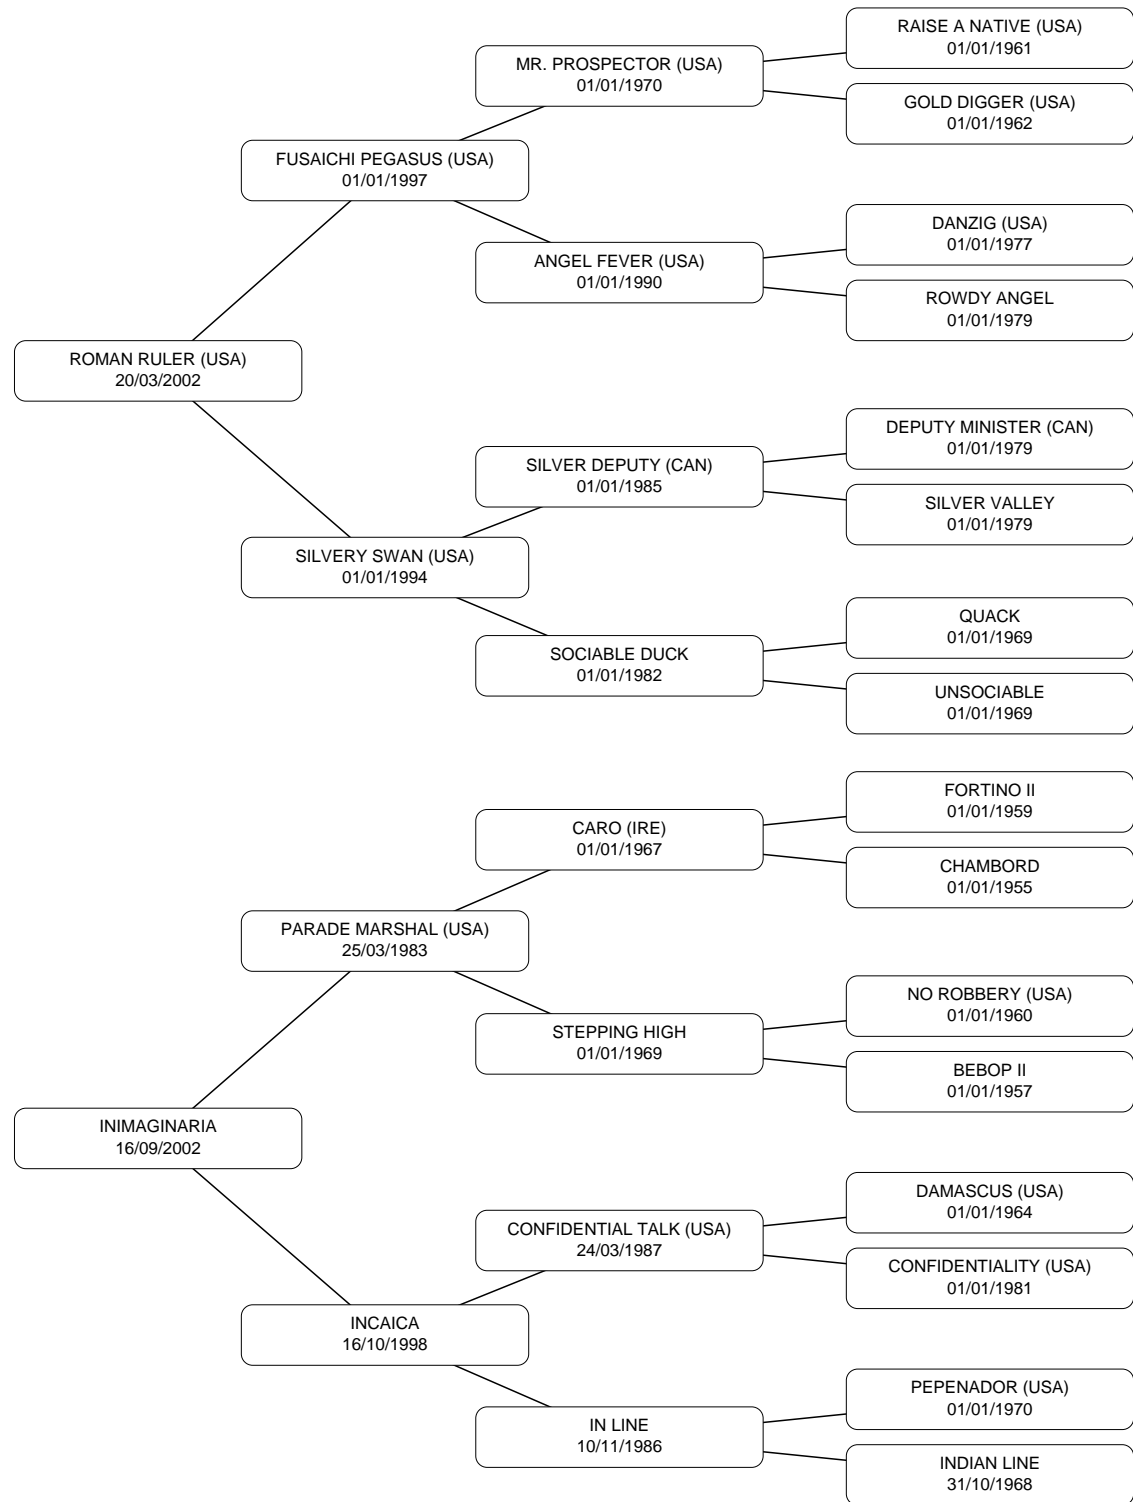 RAISE A NATIVE (USA)
01/01/1961
MR. PROSPECTOR (USA)
01/01/1970
GOLD DIGGER (USA)
01/01/1962
FUSAICHI PEGASUS (USA)
01/01/1997
DANZIG (USA)
01/01/1977
ANGEL FEVER (USA)
01/01/1990
ROWDY ANGEL
01/01/1979
ROMAN RULER (USA)
20/03/2002
DEPUTY MINISTER (CAN)
01/01/1979
SILVER DEPUTY (CAN)
01/01/1985
SILVER VALLEY
01/01/1979
SILVERY SWAN (USA)
01/01/1994
QUACK
01/01/1969
SOCIABLE DUCK
01/01/1982
UNSOCIABLE
01/01/1969
FORTINO II
01/01/1959
CARO (IRE)
01/01/1967
CHAMBORD
01/01/1955
PARADE MARSHAL (USA)
25/03/1983
NO ROBBERY (USA)
01/01/1960
STEPPING HIGH
01/01/1969
BEBOP II
01/01/1957
INIMAGINARIA
16/09/2002
DAMASCUS (USA)
01/01/1964
CONFIDENTIAL TALK (USA)
24/03/1987
CONFIDENTIALITY (USA)
01/01/1981
INCAICA
16/10/1998
PEPENADOR (USA)
01/01/1970
IN LINE
10/11/1986
INDIAN LINE
31/10/1968